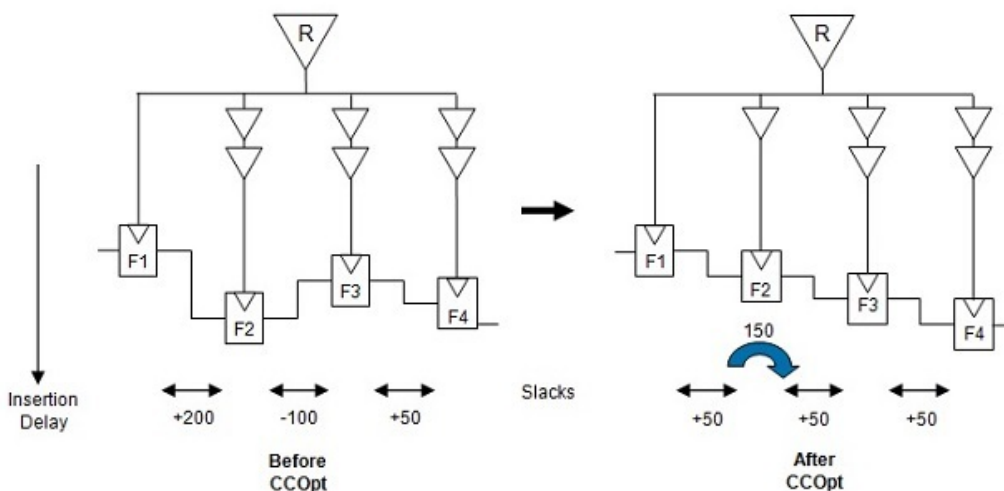 R
R
F1
F2
F3
F4
F1
F2
F3
F4
150
Insertion
Delay
+200
-100
+50
Slacks
+50
+50
+50
Before
CCOpt
After
CCOpt